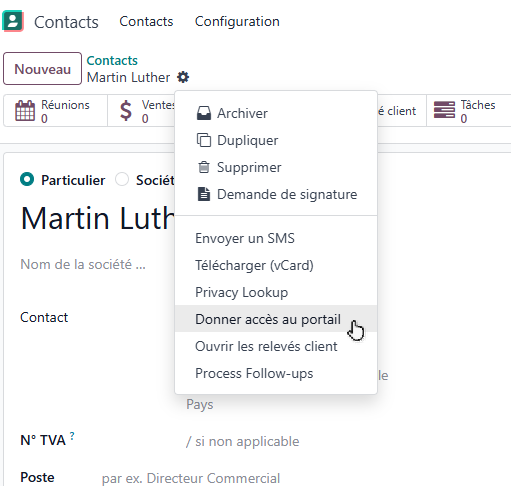 Contacts Contacts Configuration
Nouveau
Contacts
Martin Luther
Réunions
0
Ventes
0
é client
Tâches
0
Archiver
Dupliquer
Supprimer
Demande de signature
Envoyer un SMS
Télécharger (vCard)
Privacy Lookup
Donner accès au portail
Ouvrir les relevés client
Process Follow-ups
Particulier Sociét
Martin Luth
Nom de la société ...
Contact
le
Pays
N° TVA ? / si non applicable
Poste par ex. Directeur Commercial